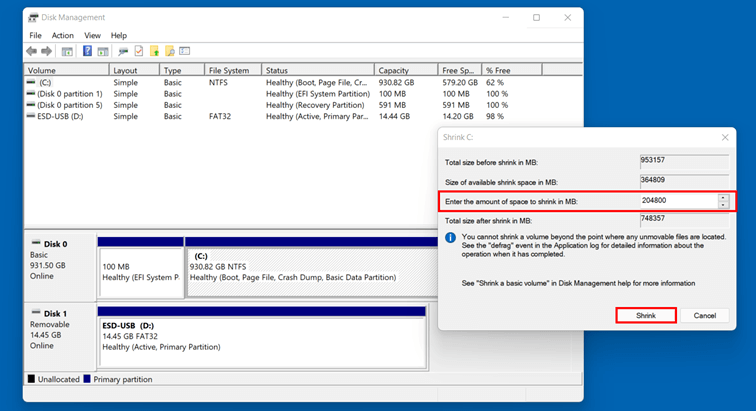 Disk Management
File Action View Help
Volume Layout Type File System Status Capacity Free Sp... % Free
(C:) Simple Basic NTFS Healthy (Boot, Page File, Cr... 930.82 GB 579.20 GB 62 %
(Disk 0 partition 1) Simple Basic Healthy (EFI System Partition) 100 MB 100 MB 100 %
(Disk 0 partition 5) Simple Basic Healthy (Recovery Partition) 591 MB 591 MB 100 %
ESD-USB (D:) Simple Basic FAT32 Healthy (Active, Primary Par... 14.44 GB 14.20 GB 98 %
Shrink C:
Total size before shrink in MB: 953157
Size of available shrink space in MB: 364809
Enter the amount of space to shrink in MB: 204800
Total size after shrink in MB: 748357
You cannot shrink a volume beyond the point where any unmovable files are located.
See the "defrag" event in the Application log for detailed information about the
operation when it has completed.
See "Shrink a basic volume" in Disk Management help for more information
Shrink Cancel
Disk 0
Basic
931.50 GB
Online
100 MB
Healthy (EFI System P
(C:)
930.82 GB NTFS
Healthy (Boot, Page File, Crash Dump, Basic Data Partition)
Disk 1
Removable
14.45 GB
Online
ESD-USB (D:)
14.45 GB FAT32
Healthy (Active, Primary Partition)
Unallocated Primary partition